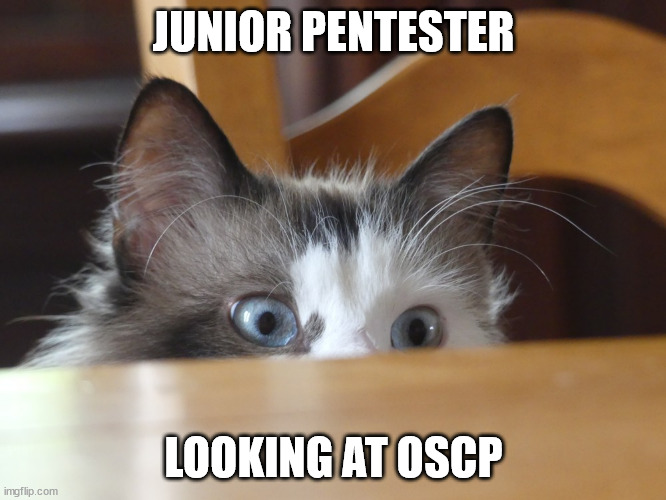 JUNIOR PENTESTER
LOOKING AT OSCP
imgflip.com